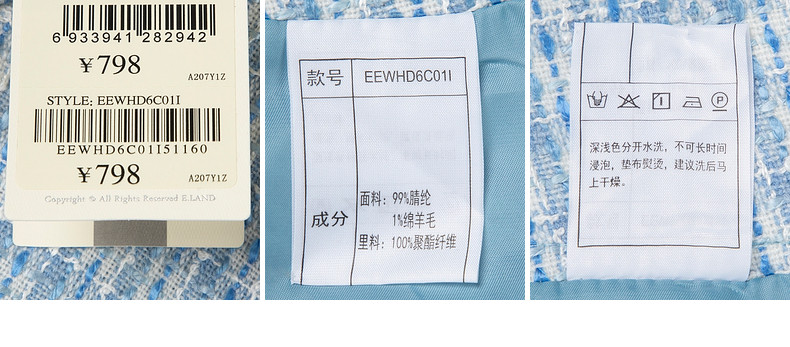 6 933941 282942
¥798
A207Y1Z
STYLE: EEWHD6C01I
EEWHD6C01I51160
¥798
A207Y1Z
Copyright © All Rights Reserved E.LAND
款号 EEWHD6C01I
成分
面料: 99%腈纶
1%绵羊毛
里料: 100%聚酯纤维
P
深浅色分开水洗，不可长时间
浸泡，垫布熨烫，建议洗后马
上干燥。